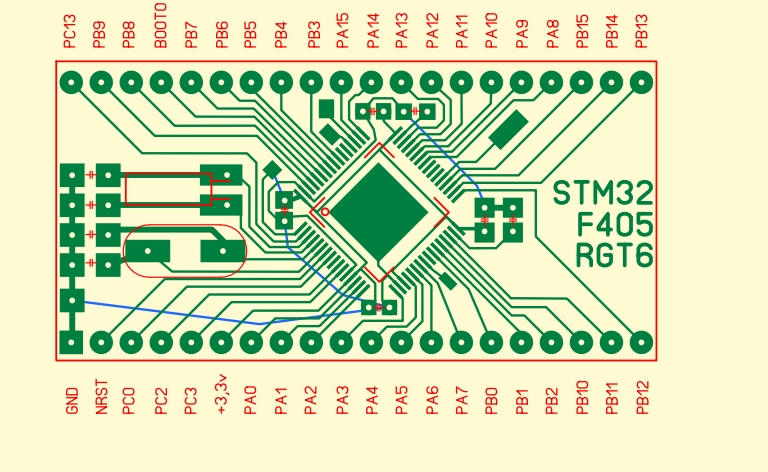 PC13 PB9 PB8 BOOT0 PB7 PB6 PB5 PB4 PB3 PA15 PA14 PA13 PA12 PA11 PA10 PA9 PA8 PB15 PB14 PB13
STM32
F405
RGT6
GND NRST PC0 PC2 PC3 +3,3v PA0 PA1 PA2 PA3 PA4 PA5 PA6 PA7 PB0 PB1 PB2 PB10 PB11 PB12